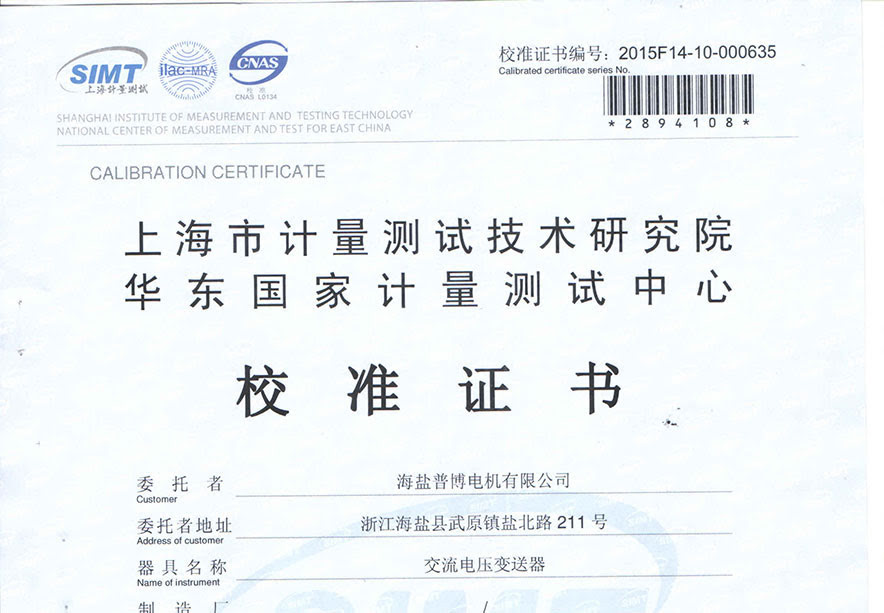 SIMT
上海计量测试
ilac-MRA
CNAS
校 准
CNAS L0134
校准证书编号：2015F14-10-000635
Calibrated certificate series No.
*2894108*
SHANGHAI INSTITUTE OF MEASUREMENT AND TESTING TECHNOLOGY
NATIONAL CENTER OF MEASUREMENT AND TEST FOR EAST CHINA
CALIBRATION CERTIFICATE
上海市计量测试技术研究院
华东国家计量测试中心
校准证书
委托者 海盐普博电机有限公司
Customer
委托者地址 浙江海盐县武原镇盐北路 211 号
Address of customer
器具名称 交流电压变送器
Name of instrument
制造厂 /